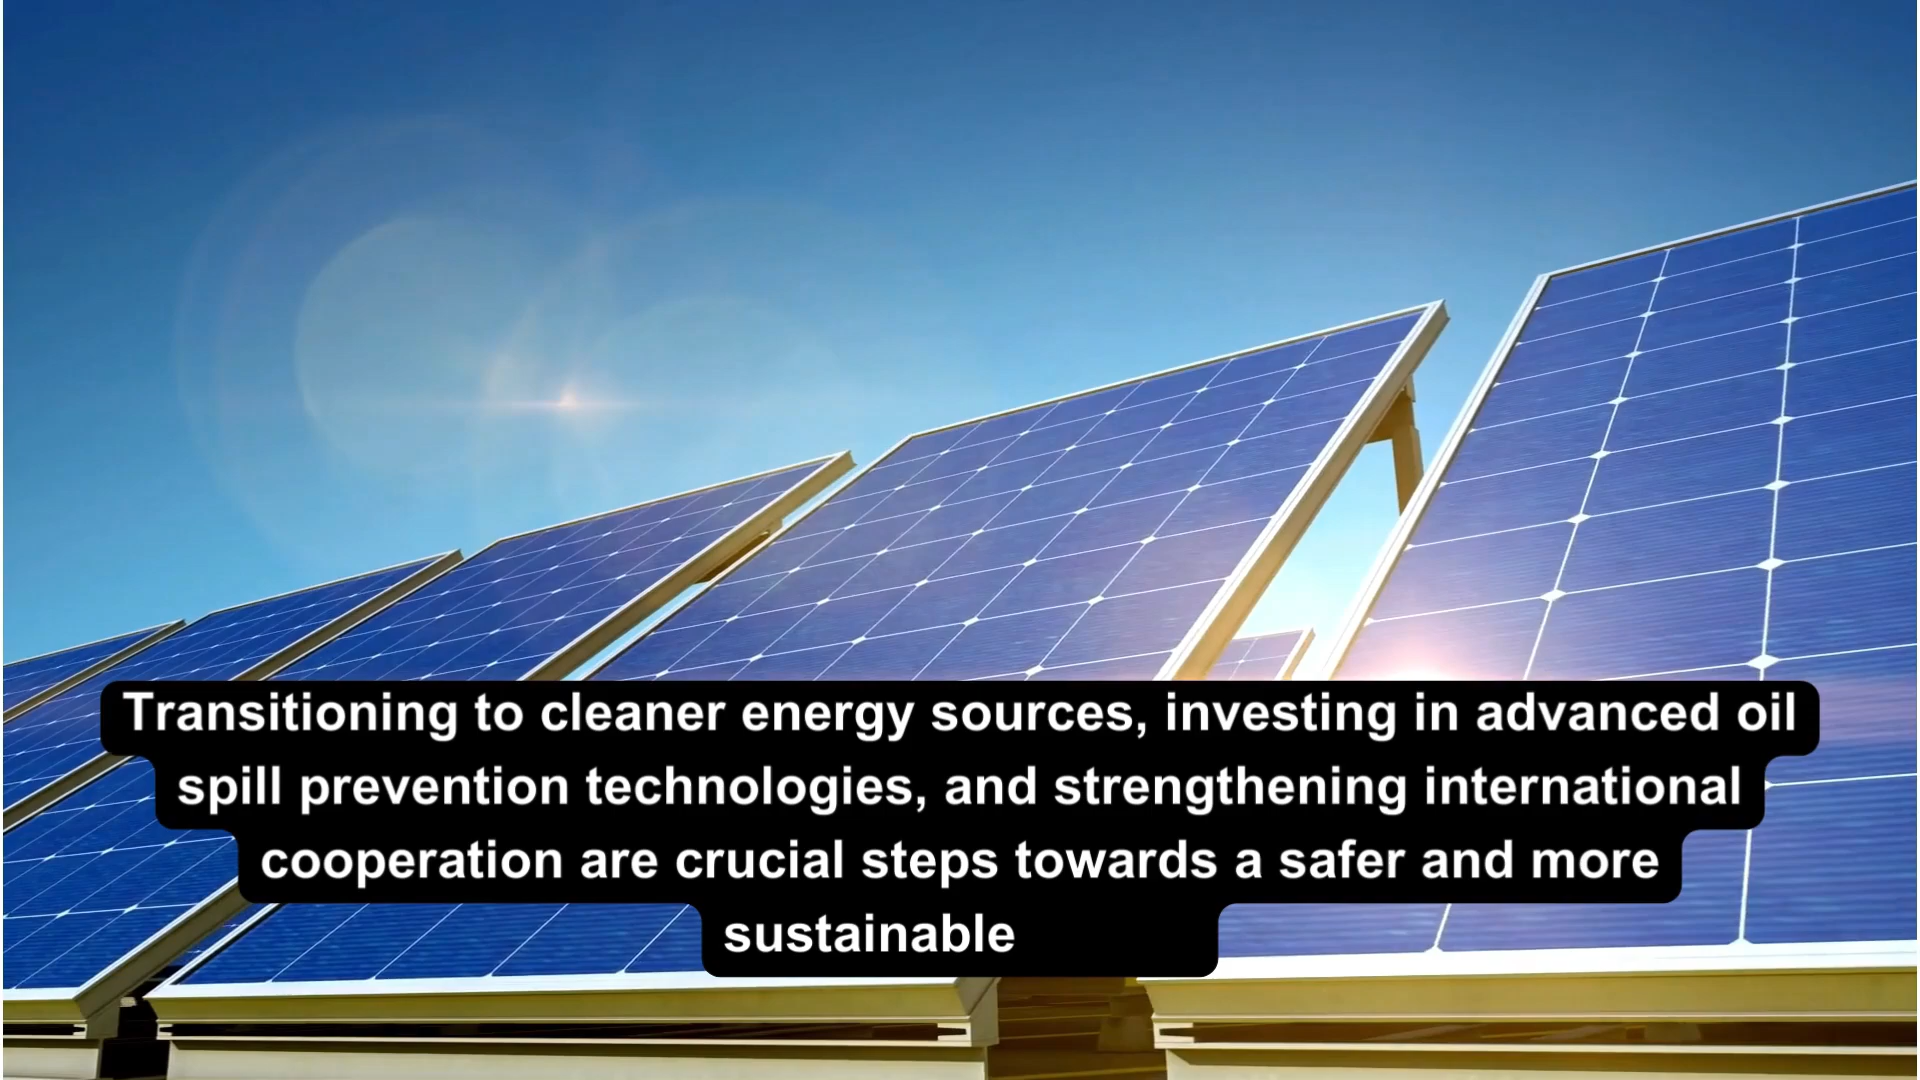 Transitioning to cleaner energy sources, investing in advanced oil
spill prevention technologies, and strengthening international
cooperation are crucial steps towards a safer and more
sustainable